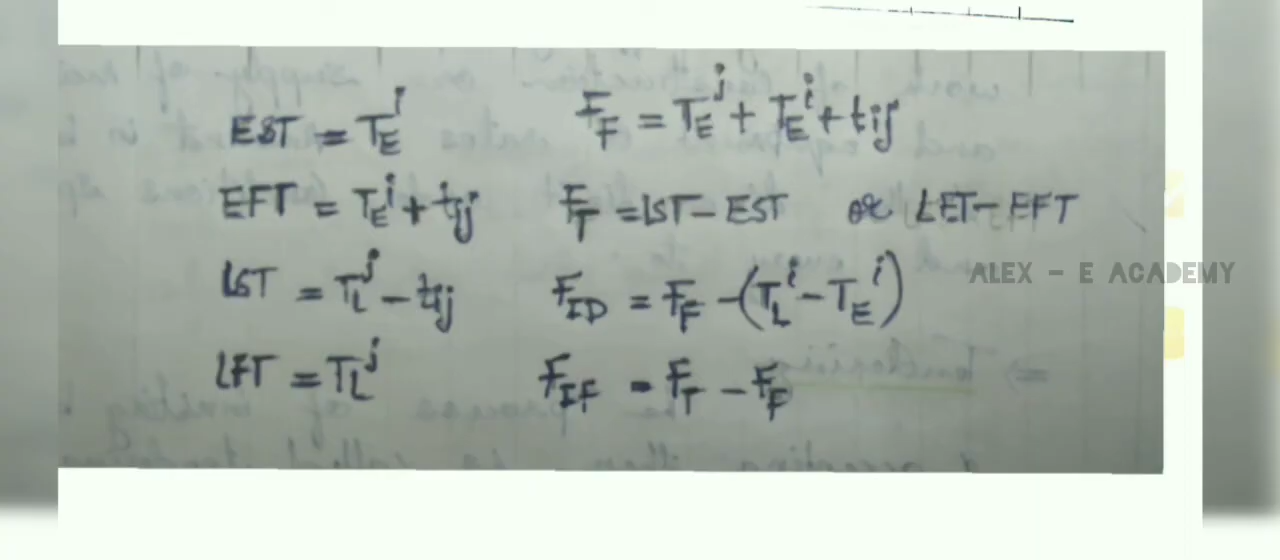 EST = T_E^i F_F = T_E^j + T_E^i + tij
EFT = T_E^i + tij F_T = LST - EST or LET - EFT
LST = T_L^j - tij F_ID = F_F - (T_L^i - T_E^i)
ALEX - E ACADEMY
LFT = T_L^j F_IF = F_T - F_F